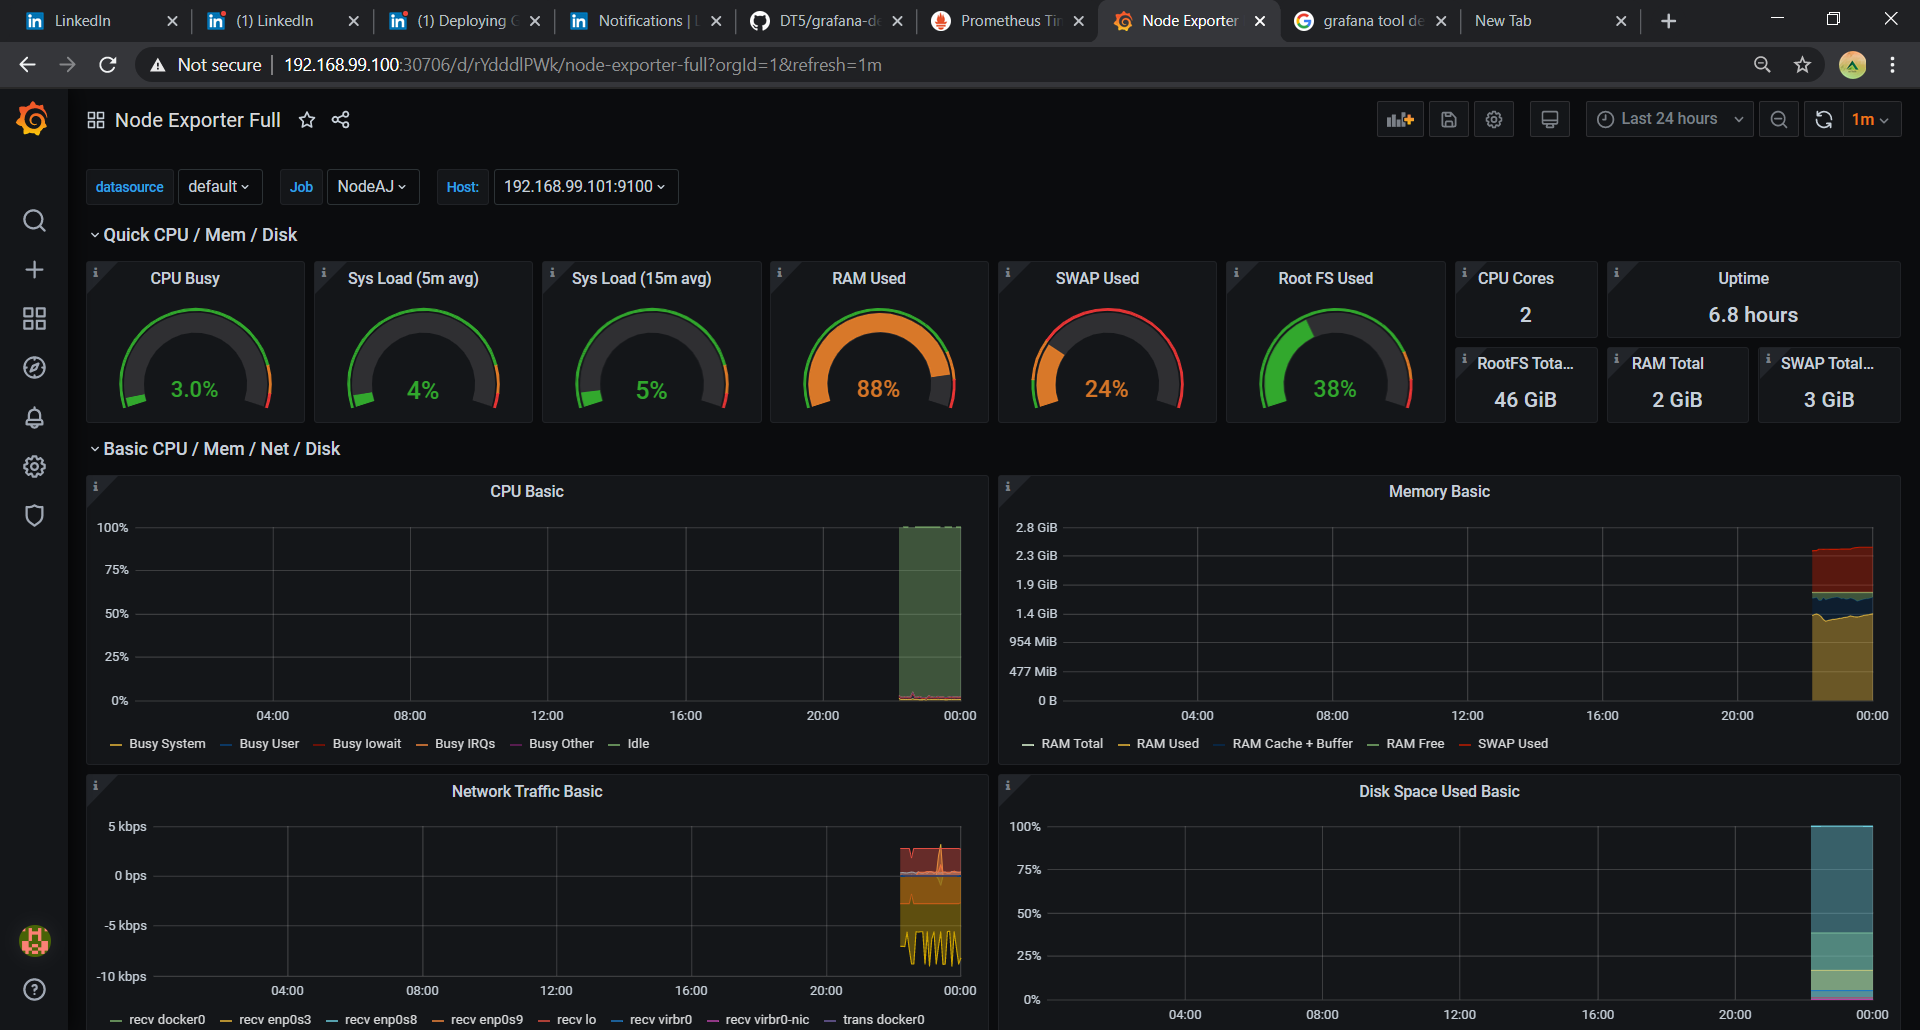 LinkedIn
(1) LinkedIn
(1) Deploying G
Notifications |
DT5/grafana-de
Prometheus Tim
Node Exporter
grafana tool de
New Tab
Not secure | 192.168.99.100:30706/d/rYdddlPWk/node-exporter-full?orgId=1&refresh=1m
Node Exporter Full
Last 24 hours
1m
datasource default
Job NodeAJ
Host: 192.168.99.101:9100
Quick CPU / Mem / Disk
CPU Busy
3.0%
Sys Load (5m avg)
4%
Sys Load (15m avg)
5%
RAM Used
88%
SWAP Used
24%
Root FS Used
38%
CPU Cores
2
Uptime
6.8 hours
RootFS Tota...
46 GiB
RAM Total
2 GiB
SWAP Total...
3 GiB
Basic CPU / Mem / Net / Disk
CPU Basic
100%
75%
50%
25%
0%
04:00 08:00 12:00 16:00 20:00 00:00
Busy System Busy User Busy Iowait Busy IRQs Busy Other Idle
Memory Basic
2.8 GiB
2.3 GiB
1.9 GiB
1.4 GiB
954 MiB
477 MiB
0 B
04:00 08:00 12:00 16:00 20:00 00:00
RAM Total RAM Used RAM Cache + Buffer RAM Free SWAP Used
Network Traffic Basic
5 kbps
0 bps
-5 kbps
-10 kbps
04:00 08:00 12:00 16:00 20:00 00:00
recv docker0 recv enp0s3 recv enp0s8 recv enp0s9 recv lo recv virbr0 recv virbr0-nic trans docker0
Disk Space Used Basic
100%
75%
50%
25%
0%
04:00 08:00 12:00 16:00 20:00 00:00